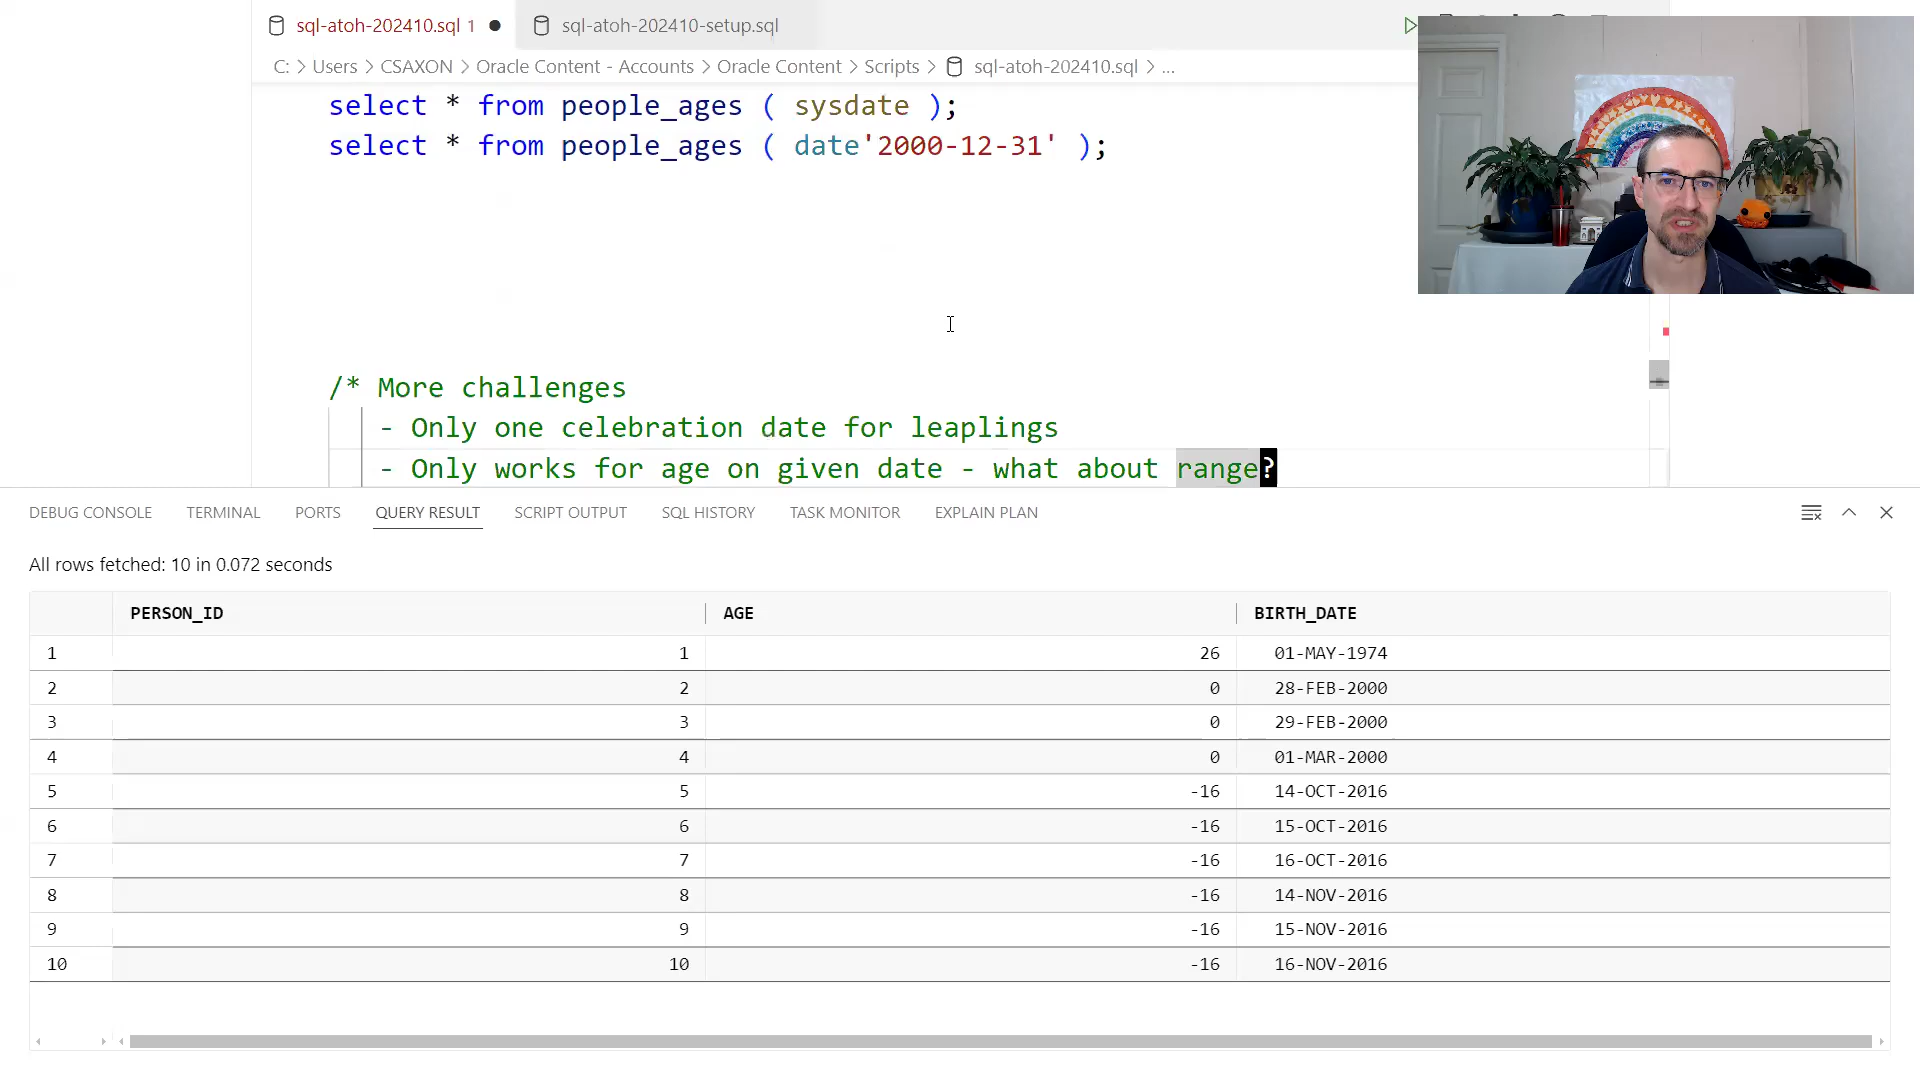 sql-atoh-202410.sql 1
sql-atoh-202410-setup.sql
C: > Users > CSAXON > Oracle Content - Accounts > Oracle Content > Scripts > sql-atoh-202410.sql > ...
select * from people_ages ( sysdate );
select * from people_ages ( date'2000-12-31' );
/* More challenges
- Only one celebration date for leaplings
- Only works for age on given date - what about range?
DEBUG CONSOLE TERMINAL PORTS QUERY RESULT SCRIPT OUTPUT SQL HISTORY TASK MONITOR EXPLAIN PLAN
All rows fetched: 10 in 0.072 seconds
PERSON_ID AGE BIRTH_DATE
1 1 26 01-MAY-1974
2 2 0 28-FEB-2000
3 3 0 29-FEB-2000
4 4 0 01-MAR-2000
5 5 -16 14-OCT-2016
6 6 -16 15-OCT-2016
7 7 -16 16-OCT-2016
8 8 -16 14-NOV-2016
9 9 -16 15-NOV-2016
10 10 -16 16-NOV-2016